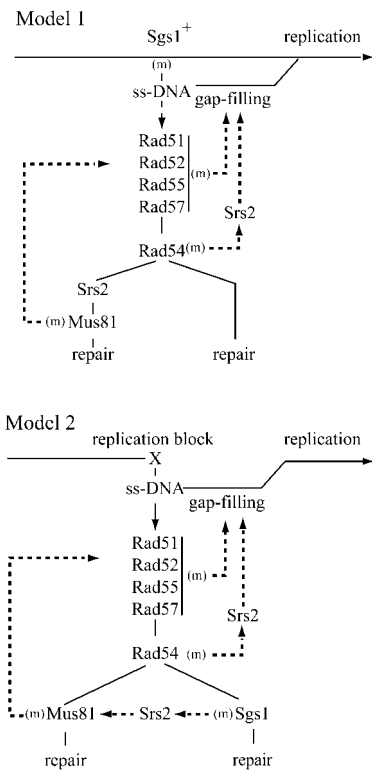 Model 1
Sgs1+
replication
(m)
ss-DNA
gap-filling
Rad51
Rad52
(m)
Rad55
Rad57
Srs2
Rad54 (m)
Srs2
(m) Mus81
repair
repair
Model 2
replication block
replication
X
ss-DNA
gap-filling
Rad51
Rad52
(m)
Rad55
Rad57
Srs2
Rad54 (m)
(m) Mus81
Srs2
(m) Sgs1
repair
repair